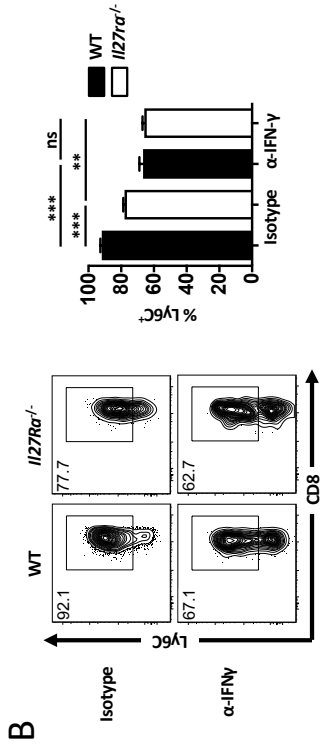 B
WT
Il27Ra-/-
Isotype
92.1
77.7
α-IFNγ
67.1
62.7
Ly6C
CD8
WT
Il27ra-/-
ns
***
***
**
% Ly6C+
100
80
60
40
20
0
Isotype
α-IFN-γ